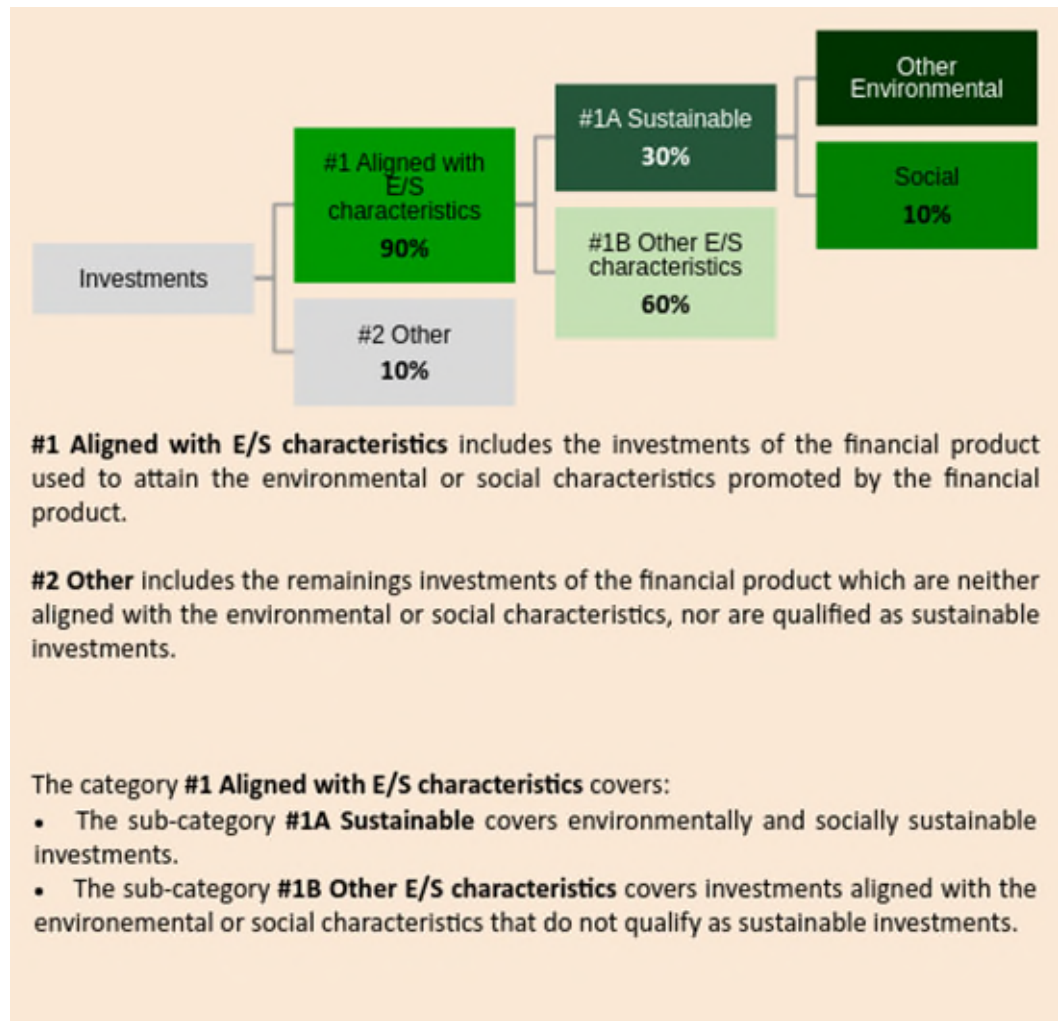 Other
Environmental
#1A Sustainable
30%
#1 Aligned with
E/S
characteristics
90%
Social
10%
#1B Other E/S
characteristics
60%
Investments
#2 Other
10%
#1 Aligned with E/S characteristics includes the investments of the financial product
used to attain the environmental or social characteristics promoted by the financial
product.
#2 Other includes the remainings investments of the financial product which are neither
aligned with the environmental or social characteristics, nor are qualified as sustainable
investments.
The category #1 Aligned with E/S characteristics covers:
• The sub-category #1A Sustainable covers environmentally and socially sustainable
investments.
• The sub-category #1B Other E/S characteristics covers investments aligned with the
environemental or social characteristics that do not qualify as sustainable investments.